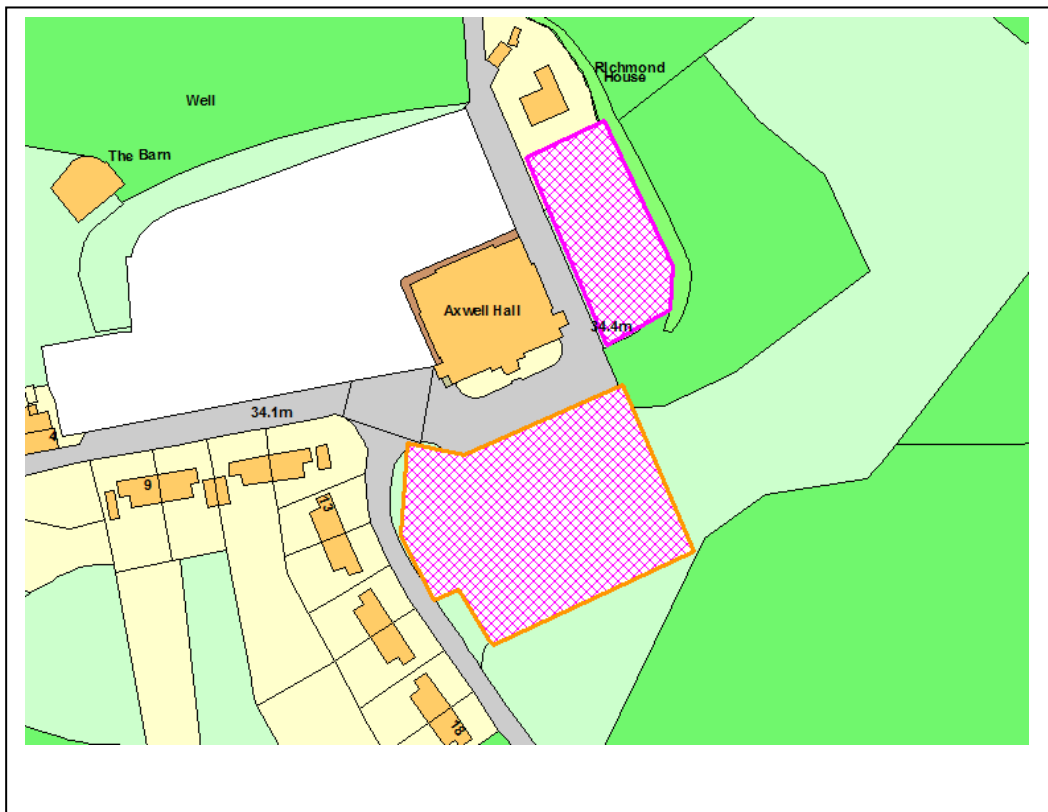 Richmond
House
Well
The Barn
Axwell Hall
34.4m
34.1m
4
9
13
18